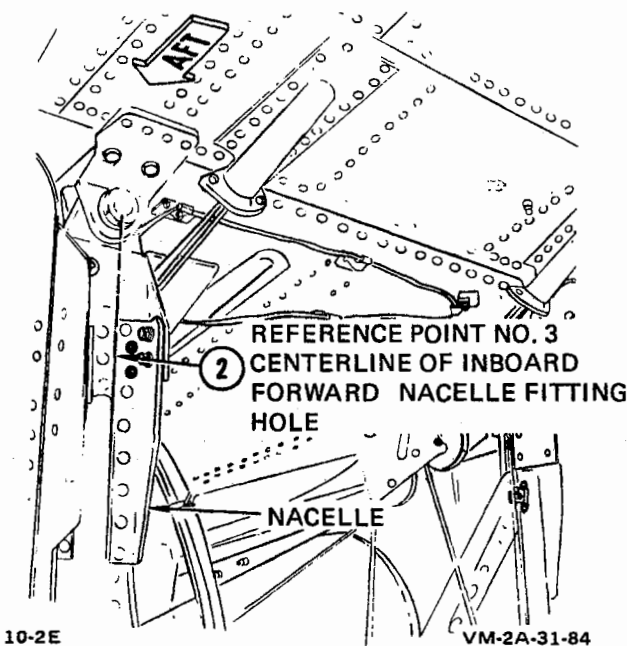 AFT
REFERENCE POINT NO. 3
2 CENTERLINE OF INBOARD
FORWARD NACELLE FITTING
HOLE
NACELLE
10-2E VM-2A-31-84